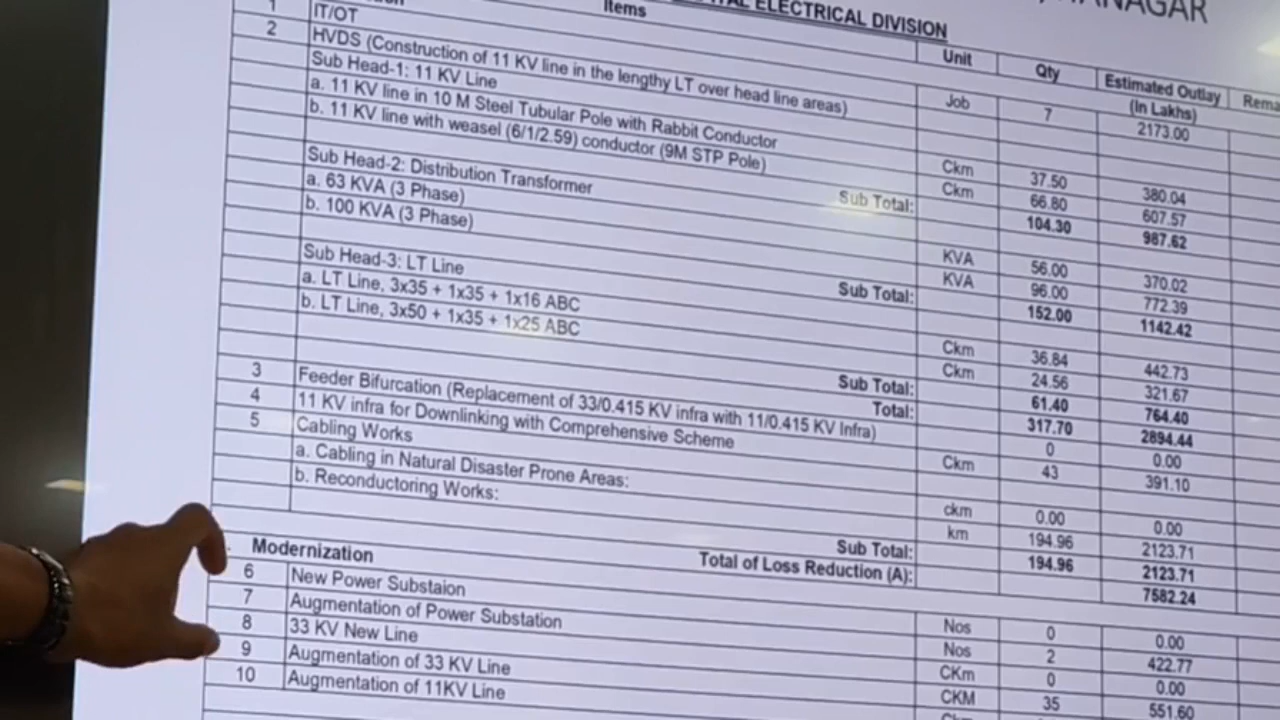 ELECTRICAL DIVISION
Items Unit Qty Estimated Outlay (In Lakhs)
1 IT/OT Job 7 2173.00
2 HVDS (Construction of 11 KV line in the lengthy LT over head line areas)
Sub Head-1: 11 KV Line
a. 11 KV line in 10 M Steel Tubular Pole with Rabbit Conductor Ckm 37.50 380.04
b. 11 KV line with weasel (6/1/2.59) conductor (9M STP Pole) Ckm 66.80 607.57
Sub Total: 104.30 987.62
Sub Head-2: Distribution Transformer
a. 63 KVA (3 Phase) KVA 56.00 370.02
b. 100 KVA (3 Phase) KVA 96.00 772.39
Sub Total: 152.00 1142.42
Sub Head-3: LT Line
a. LT Line, 3x35 + 1x35 + 1x16 ABC Ckm 36.84 442.73
b. LT Line, 3x50 + 1x35 + 1x25 ABC Ckm 24.56 321.67
Sub Total: 61.40 764.40
Total: 317.70 2894.44
3 Feeder Bifurcation (Replacement of 33/0.415 KV infra with 11/0.415 KV Infra) 0 0.00
4 11 KV infra for Downlinking with Comprehensive Scheme Ckm 43 391.10
5 Cabling Works
a. Cabling in Natural Disaster Prone Areas: ckm 0.00 0.00
b. Reconductoring Works: km 194.96 2123.71
Sub Total: 194.96 2123.71
Total of Loss Reduction (A): 7582.24
Modernization
6 New Power Substaion Nos 0 0.00
7 Augmentation of Power Substation Nos 2 422.77
8 33 KV New Line CKm 0 0.00
9 Augmentation of 33 KV Line CKM 35 551.60
10 Augmentation of 11KV Line